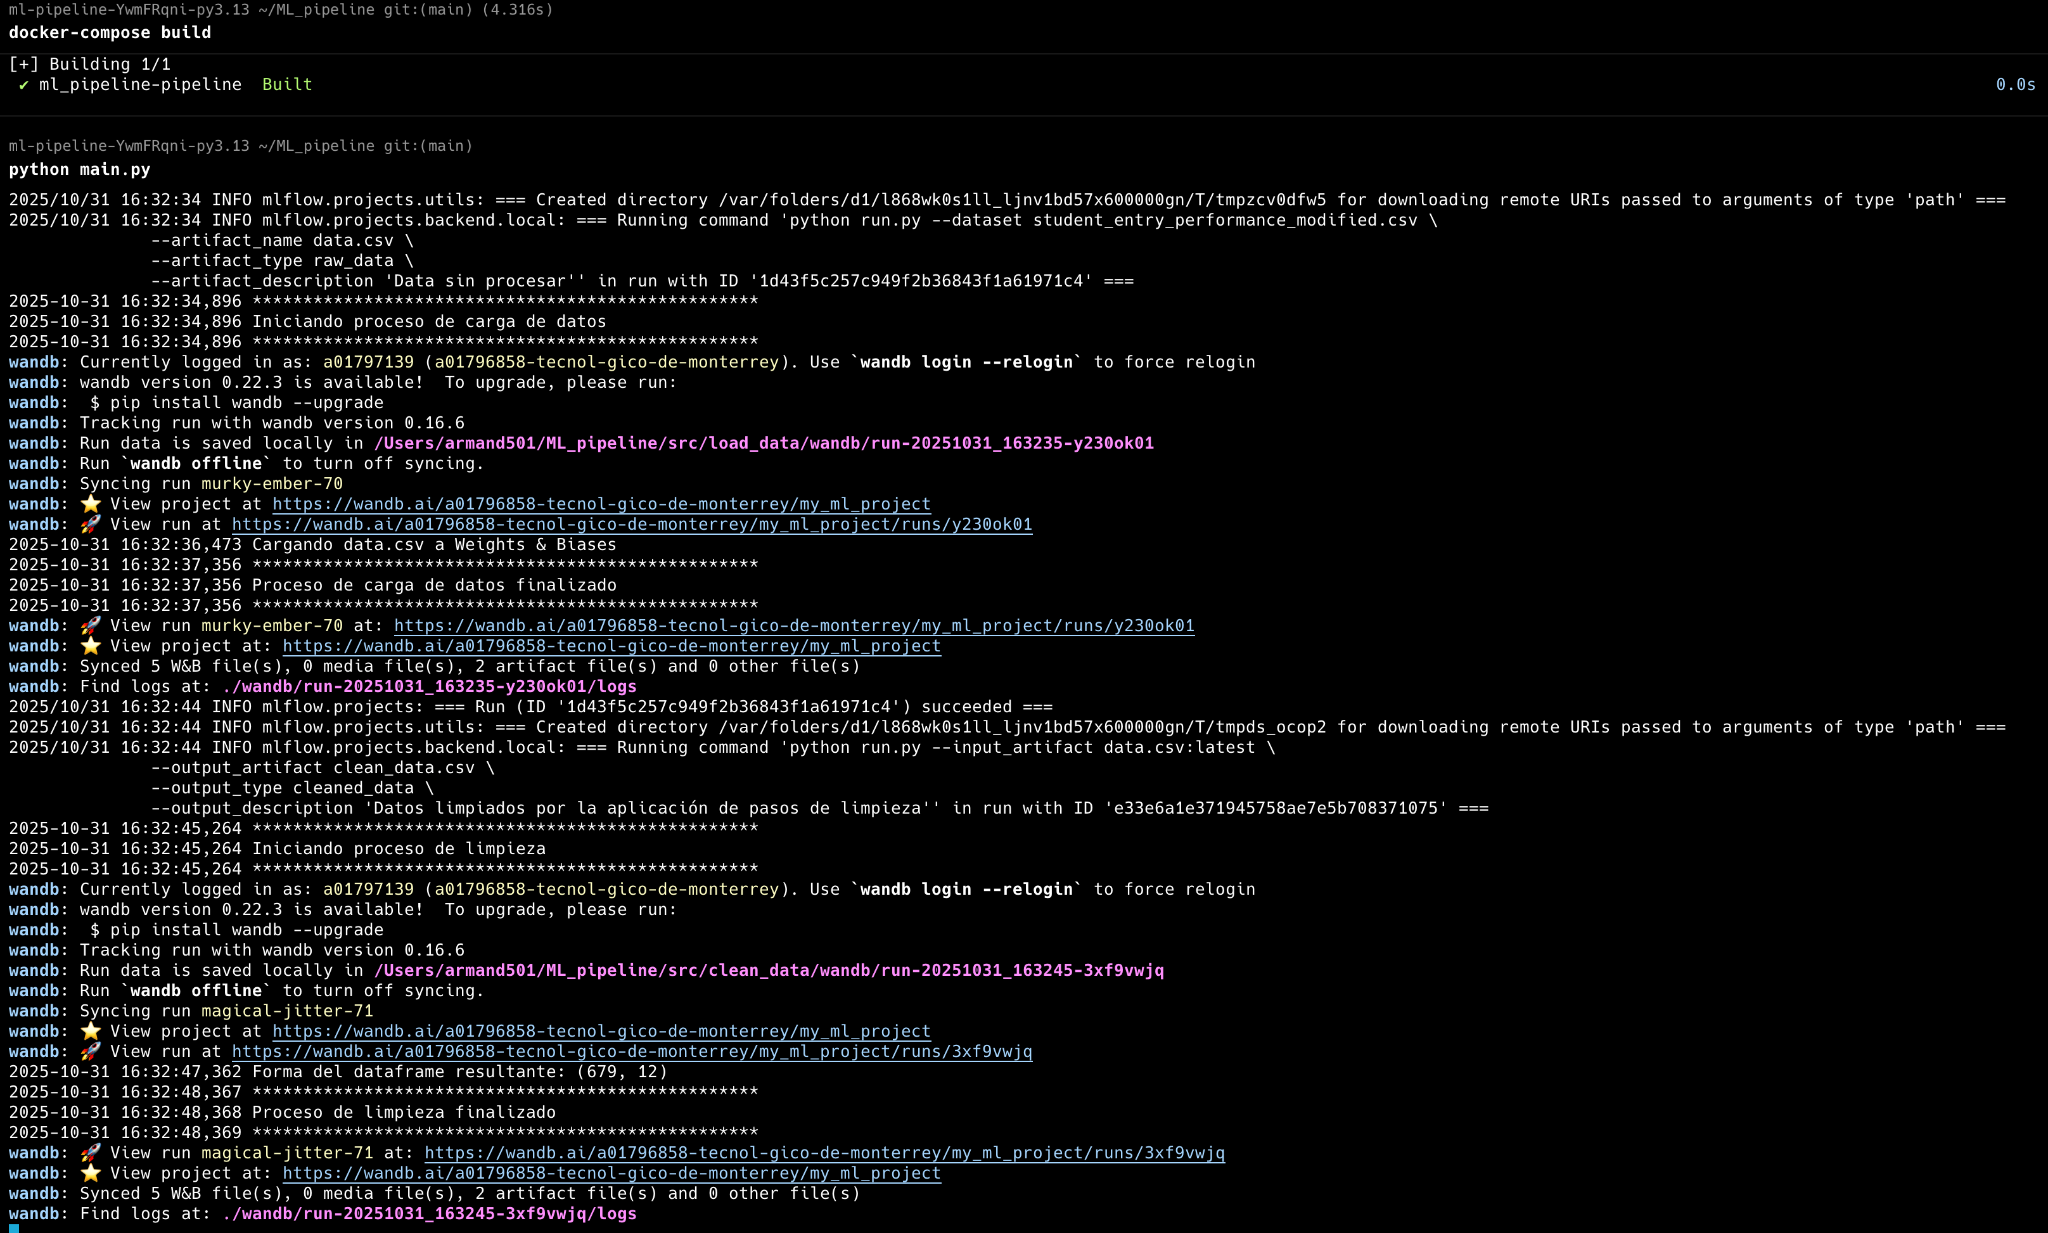 ml-pipeline-YwmFRqni-py3.13 ~/ML_pipeline git:(main) (4.316s)
docker-compose build
[+] Building 1/1
✔ ml_pipeline-pipeline  Built 0.0s
ml-pipeline-YwmFRqni-py3.13 ~/ML_pipeline git:(main)
python main.py
2025/10/31 16:32:34 INFO mlflow.projects.utils: === Created directory /var/folders/d1/l868wk0s1ll_ljnv1bd57x600000gn/T/tmpzcv0dfw5 for downloading remote URIs passed to arguments of type 'path' ===
2025/10/31 16:32:34 INFO mlflow.projects.backend.local: === Running command 'python run.py --dataset student_entry_performance_modified.csv \
--artifact_name data.csv \
--artifact_type raw_data \
--artifact_description 'Data sin procesar'' in run with ID '1d43f5c257c949f2b36843f1a61971c4' ===
2025-10-31 16:32:34,896 **************************************************
2025-10-31 16:32:34,896 Iniciando proceso de carga de datos
2025-10-31 16:32:34,896 **************************************************
wandb: Currently logged in as: a01797139 (a01796858-tecnol-gico-de-monterrey). Use `wandb login --relogin` to force relogin
wandb: wandb version 0.22.3 is available!  To upgrade, please run:
wandb:  $ pip install wandb --upgrade
wandb: Tracking run with wandb version 0.16.6
wandb: Run data is saved locally in /Users/armand501/ML_pipeline/src/load_data/wandb/run-20251031_163235-y230ok01
wandb: Run `wandb offline` to turn off syncing.
wandb: Syncing run murky-ember-70
wandb: ⭐ View project at https://wandb.ai/a01796858-tecnol-gico-de-monterrey/my_ml_project
wandb: 🚀 View run at https://wandb.ai/a01796858-tecnol-gico-de-monterrey/my_ml_project/runs/y230ok01
2025-10-31 16:32:36,473 Cargando data.csv a Weights & Biases
2025-10-31 16:32:37,356 **************************************************
2025-10-31 16:32:37,356 Proceso de carga de datos finalizado
2025-10-31 16:32:37,356 **************************************************
wandb: 🚀 View run murky-ember-70 at: https://wandb.ai/a01796858-tecnol-gico-de-monterrey/my_ml_project/runs/y230ok01
wandb: ⭐ View project at: https://wandb.ai/a01796858-tecnol-gico-de-monterrey/my_ml_project
wandb: Synced 5 W&B file(s), 0 media file(s), 2 artifact file(s) and 0 other file(s)
wandb: Find logs at: ./wandb/run-20251031_163235-y230ok01/logs
2025/10/31 16:32:44 INFO mlflow.projects: === Run (ID '1d43f5c257c949f2b36843f1a61971c4') succeeded ===
2025/10/31 16:32:44 INFO mlflow.projects.utils: === Created directory /var/folders/d1/l868wk0s1ll_ljnv1bd57x600000gn/T/tmpds_ocop2 for downloading remote URIs passed to arguments of type 'path' ===
2025/10/31 16:32:44 INFO mlflow.projects.backend.local: === Running command 'python run.py --input_artifact data.csv:latest \
--output_artifact clean_data.csv \
--output_type cleaned_data \
--output_description 'Datos limpiados por la aplicación de pasos de limpieza'' in run with ID 'e33e6a1e371945758ae7e5b708371075' ===
2025-10-31 16:32:45,264 **************************************************
2025-10-31 16:32:45,264 Iniciando proceso de limpieza
2025-10-31 16:32:45,264 **************************************************
wandb: Currently logged in as: a01797139 (a01796858-tecnol-gico-de-monterrey). Use `wandb login --relogin` to force relogin
wandb: wandb version 0.22.3 is available!  To upgrade, please run:
wandb:  $ pip install wandb --upgrade
wandb: Tracking run with wandb version 0.16.6
wandb: Run data is saved locally in /Users/armand501/ML_pipeline/src/clean_data/wandb/run-20251031_163245-3xf9vwjq
wandb: Run `wandb offline` to turn off syncing.
wandb: Syncing run magical-jitter-71
wandb: ⭐ View project at https://wandb.ai/a01796858-tecnol-gico-de-monterrey/my_ml_project
wandb: 🚀 View run at https://wandb.ai/a01796858-tecnol-gico-de-monterrey/my_ml_project/runs/3xf9vwjq
2025-10-31 16:32:47,362 Forma del dataframe resultante: (679, 12)
2025-10-31 16:32:48,367 **************************************************
2025-10-31 16:32:48,368 Proceso de limpieza finalizado
2025-10-31 16:32:48,369 **************************************************
wandb: 🚀 View run magical-jitter-71 at: https://wandb.ai/a01796858-tecnol-gico-de-monterrey/my_ml_project/runs/3xf9vwjq
wandb: ⭐ View project at: https://wandb.ai/a01796858-tecnol-gico-de-monterrey/my_ml_project
wandb: Synced 5 W&B file(s), 0 media file(s), 2 artifact file(s) and 0 other file(s)
wandb: Find logs at: ./wandb/run-20251031_163245-3xf9vwjq/logs